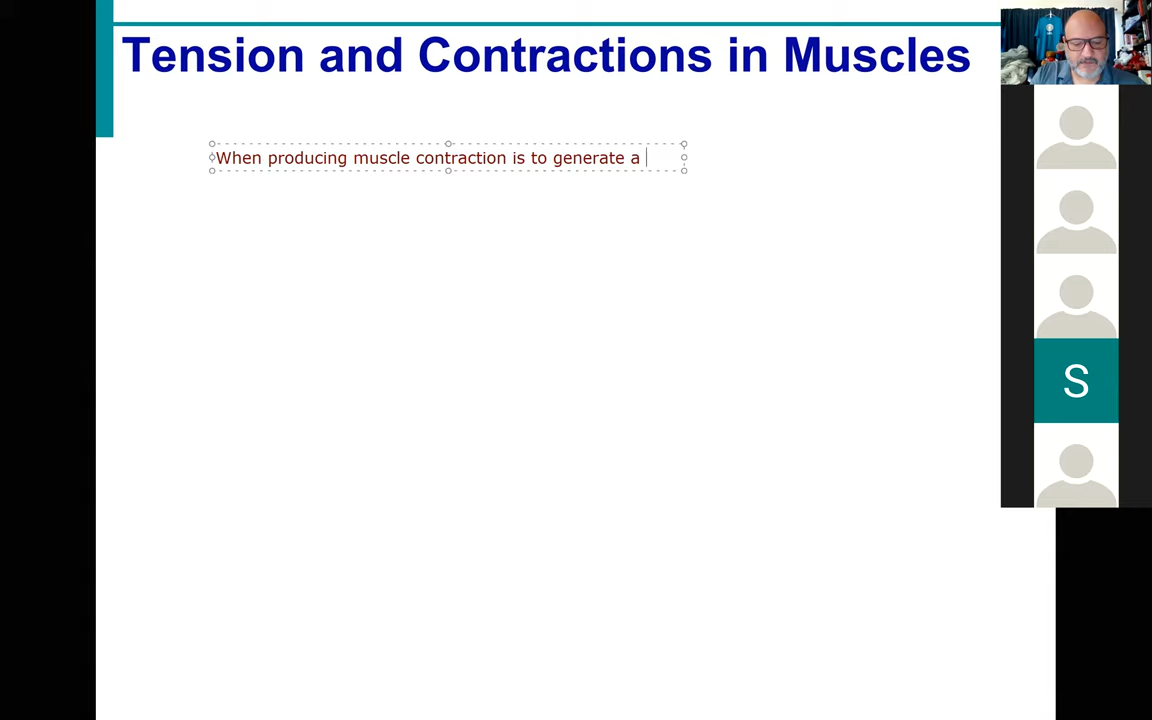 Tension and Contractions in Muscles
When producing muscle contraction is to generate a
S